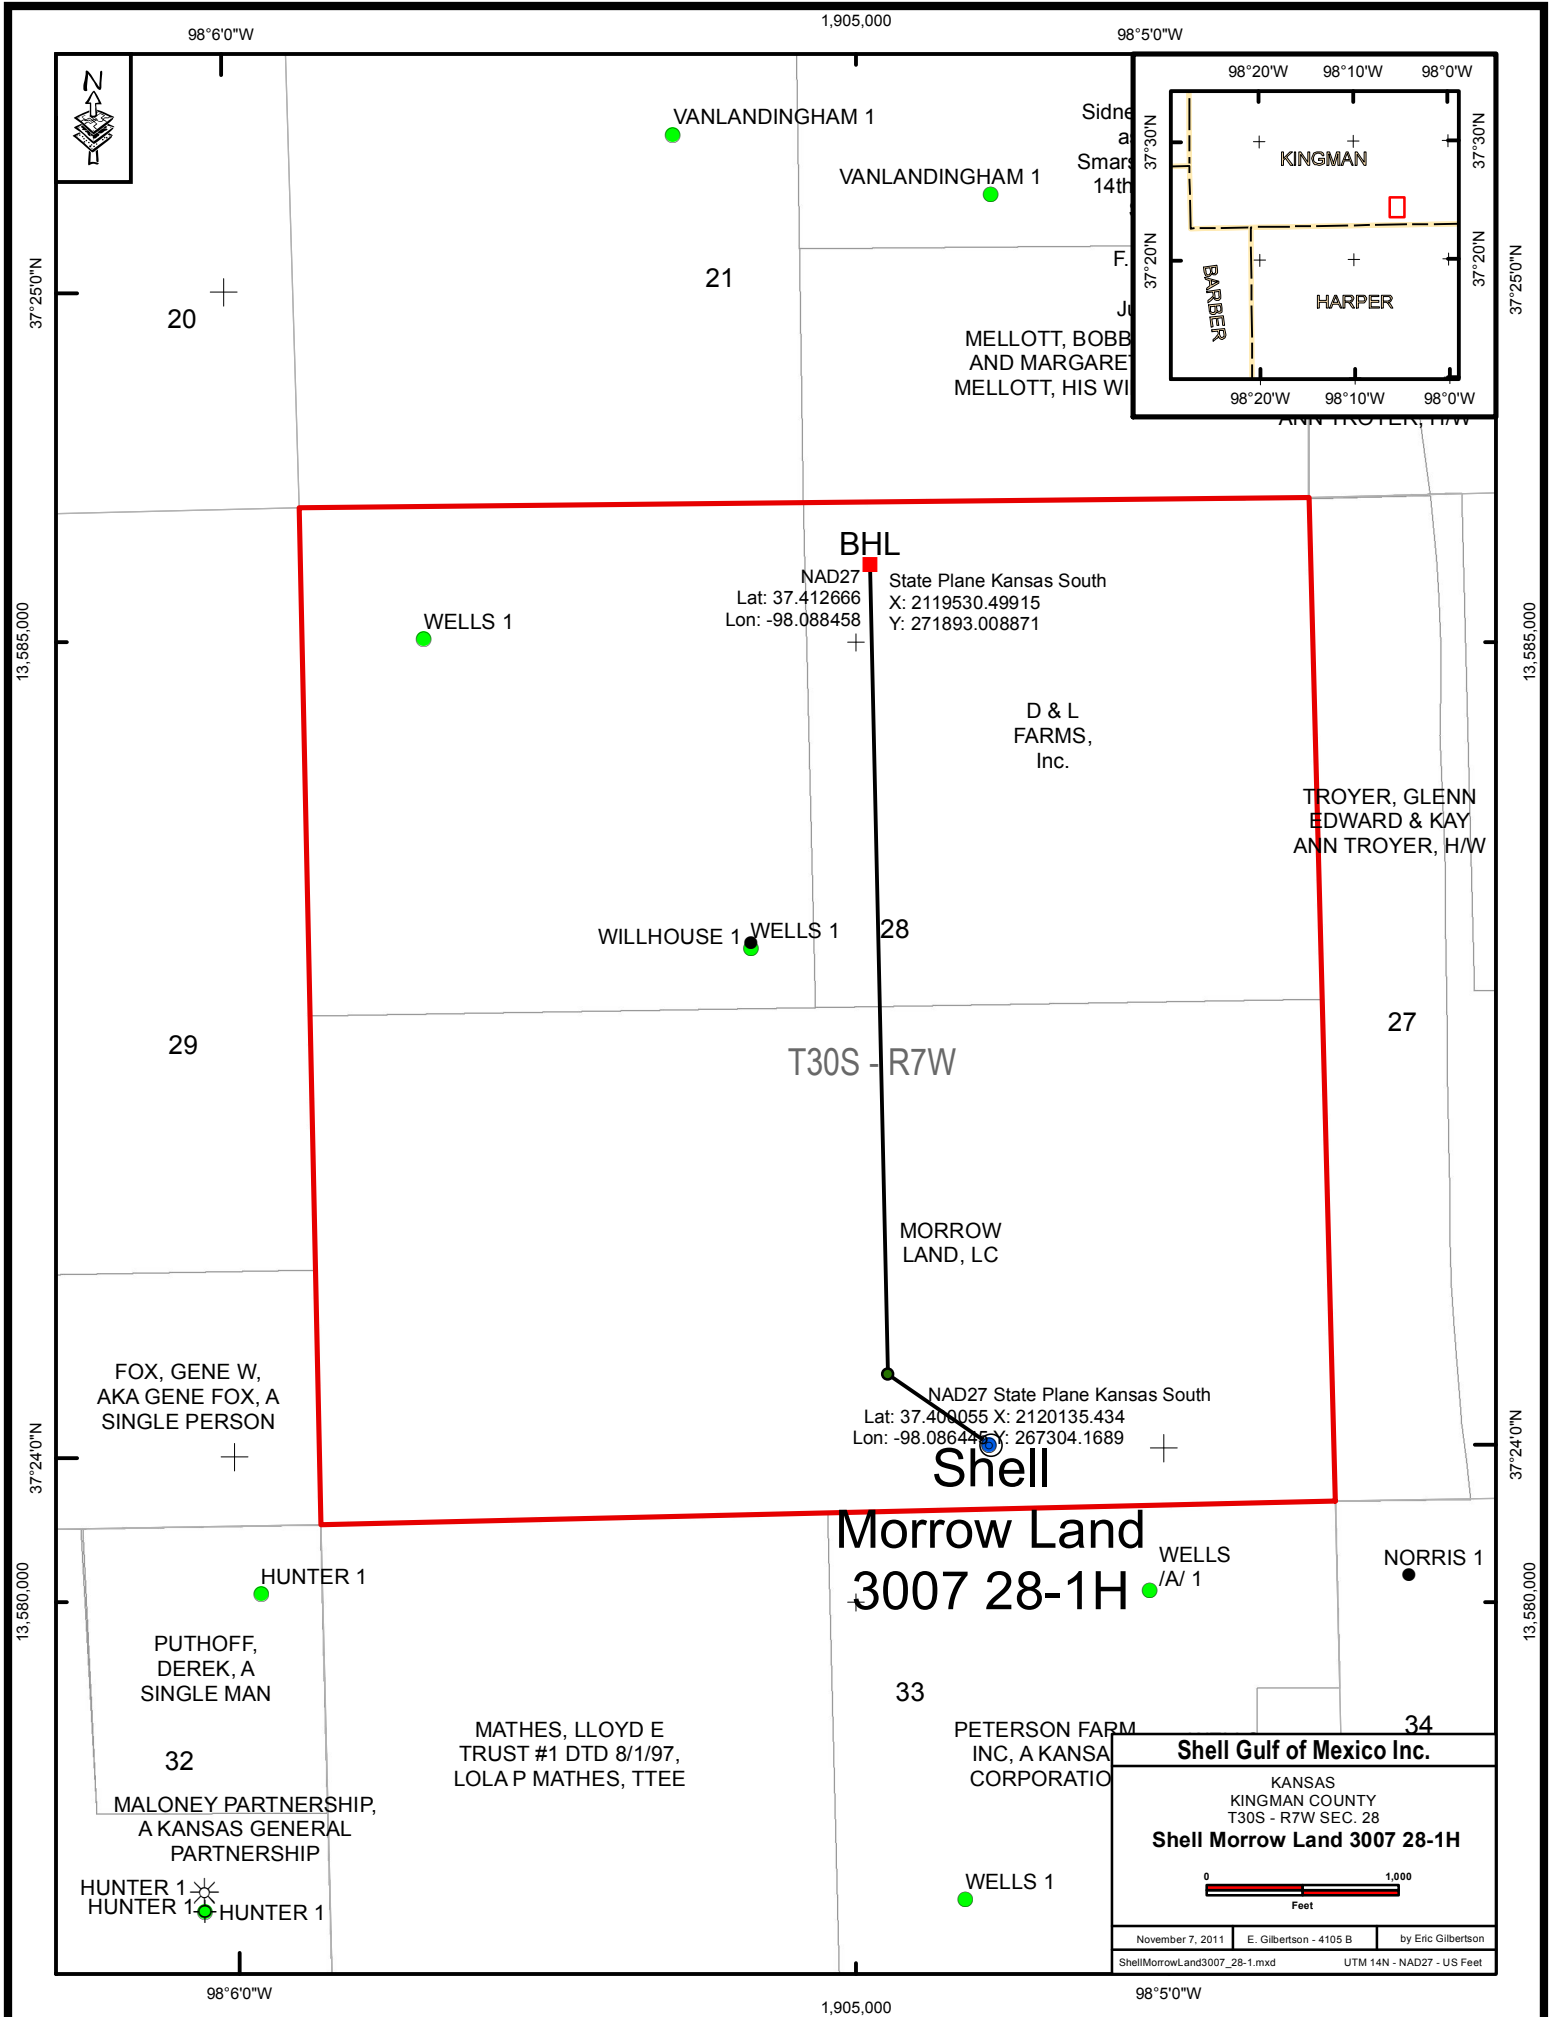 1,905,000
98°6'0"W
98°5'0"W
N
VANLANDINGHAM 1
VANLANDINGHAM 1
Sidne
a
Smars
14th
F.
Ju
MELLOTT, BOBB
AND MARGARE
MELLOTT, HIS WI
98°20'W
98°10'W
98°0'W
37°30'N
37°30'N
KINGMAN
37°20'N
37°20'N
BARBER
HARPER
98°20'W
98°10'W
98°0'W
ANN TROYER, H/W
37°25'0"N
37°25'0"N
20
21
BHL
NAD27
Lat: 37.412666
Lon: -98.088458
State Plane Kansas South
X: 2119530.49915
Y: 271893.008871
WELLS 1
13,585,000
13,585,000
D & L
FARMS,
Inc.
TROYER, GLENN
EDWARD & KAY
ANN TROYER, H/W
WILLHOUSE 1
WELLS 1
28
29
27
T30S - R7W
MORROW
LAND, LC
FOX, GENE W,
AKA GENE FOX, A
SINGLE PERSON
NAD27 State Plane Kansas South
Lat: 37.400055 X: 2120135.434
Lon: -98.086445 Y: 267304.1689
37°24'0"N
37°24'0"N
Shell
Morrow Land
3007 28-1H
HUNTER 1
WELLS
/A/ 1
NORRIS 1
13,580,000
13,580,000
PUTHOFF,
DEREK, A
SINGLE MAN
32
33
34
MATHES, LLOYD E
TRUST #1 DTD 8/1/97,
LOLA P MATHES, TTEE
PETERSON FARM
INC, A KANSA
CORPORATIO
MALONEY PARTNERSHIP,
A KANSAS GENERAL
PARTNERSHIP
HUNTER 1
HUNTER 1
HUNTER 1
WELLS 1
Shell Gulf of Mexico Inc.
KANSAS
KINGMAN COUNTY
T30S - R7W SEC. 28
Shell Morrow Land 3007 28-1H
0
1,000
Feet
November 7, 2011
E. Gilbertson - 4105 B
by Eric Gilbertson
ShellMorrowLand3007_28-1.mxd
UTM 14N - NAD27 - US Feet
98°6'0"W
1,905,000
98°5'0"W